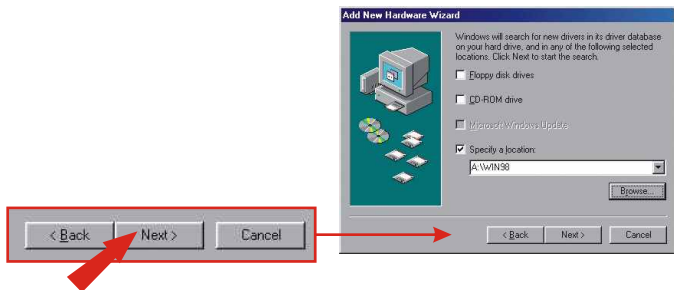 Add New Hardware Wizard
Windows will search for new drivers in its driver database
on your hard drive, and in any of the following selected
locations. Click Next to start the search.
Floppy disk drives
CD-ROM drive
Microsoft Windows Update
Specify a location:
A:\WIN98
Browse...
< Back
Next >
Cancel
< Back
Next >
Cancel